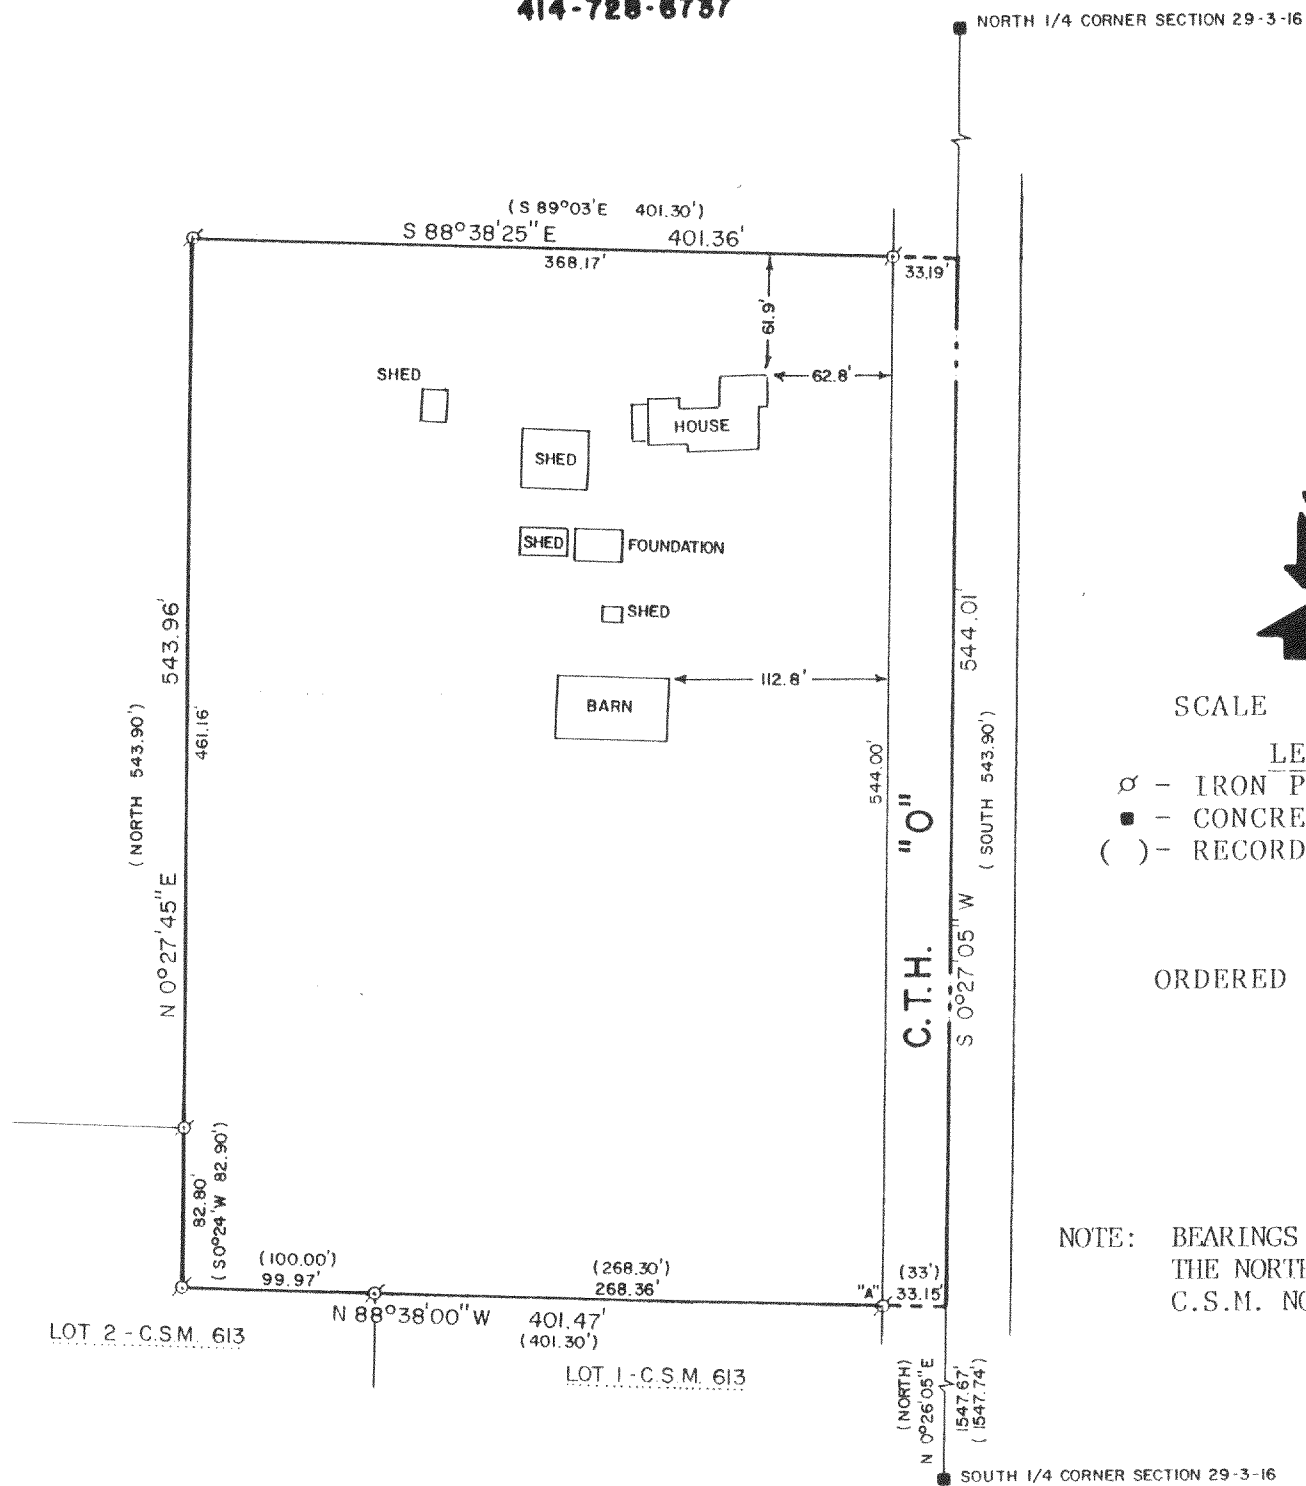 414-728-6757
NORTH 1/4 CORNER SECTION 29-3-16
(S 89°03'E 401.30')
S 88°38'25"E 401.36'
368.17'
33.19'
61.9'
62.8'
SHED
HOUSE
SHED
SHED
FOUNDATION
SHED
BARN
112.8'
543.96'
(NORTH 543.90')
461.16'
N 0°27'45"E
544.00'
C.T.H. "O"
544.01'
(SOUTH 543.90')
S 0°27'05"W
SCALE
LE
ø - IRON P
■ - CONCRE
( ) - RECORD
ORDERED
82.80'
(S 0°24'W 82.90')
(100.00')
99.97'
(268.30')
268.36'
"A"
(33')
33.15'
N 88°38'00"W 401.47
(401.30')
LOT 2 - C.S.M. 613
LOT 1 - C.S.M. 613
NOTE: BEARINGS
THE NORTH
C.S.M. NO
(NORTH)
N 0°26'05"E
1547.67'
(1547.74')
SOUTH 1/4 CORNER SECTION 29-3-16